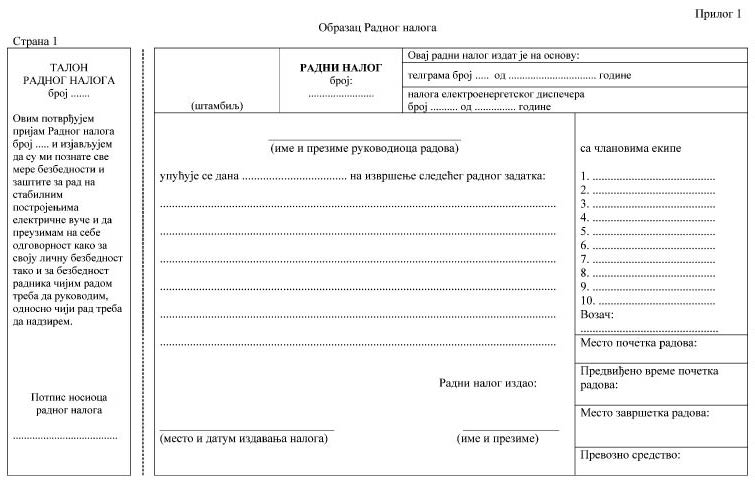 Прилог 1
Образац Радног налога
Страна 1
ТАЛОН
РАДНОГ НАЛОГА
број .......
Овим потврђујем
пријам Радног налога
број ..... и изјављујем
да су ми познате све
мере безбедности и
заштите за рад на
стабилним
постројењима
електричне вуче и да
преузимам на себе
одговорност како за
своју личну безбедност
тако и за безбедност
радника чијим радом
треба да руководим,
односно чији рад треба
да надзирем.
Потпис носиоца
радног налога
....................................
(штамбиљ)
РАДНИ НАЛОГ
број:
.......................
Овај радни налог издат је на основу:
телграма број ..... од .............................. године
налога електроенергетског диспечера
број .......... од ......... године
(име и презиме руководиоца радова)
упућује се дана .................................... на извршење следећег радног задатка:
Радни налог издао:
(место и датум издавања налога)
(име и презиме)
са члановима екипе
1. ..........................................
2. ..........................................
3. ..........................................
4. ..........................................
5. ..........................................
6. ..........................................
7. ..........................................
8. ..........................................
9. ..........................................
10. ........................................
Возач:
................................................
Место почетка радова:
Предвиђено време почетка
радова:
Место завршетка радова:
Превозно средство: